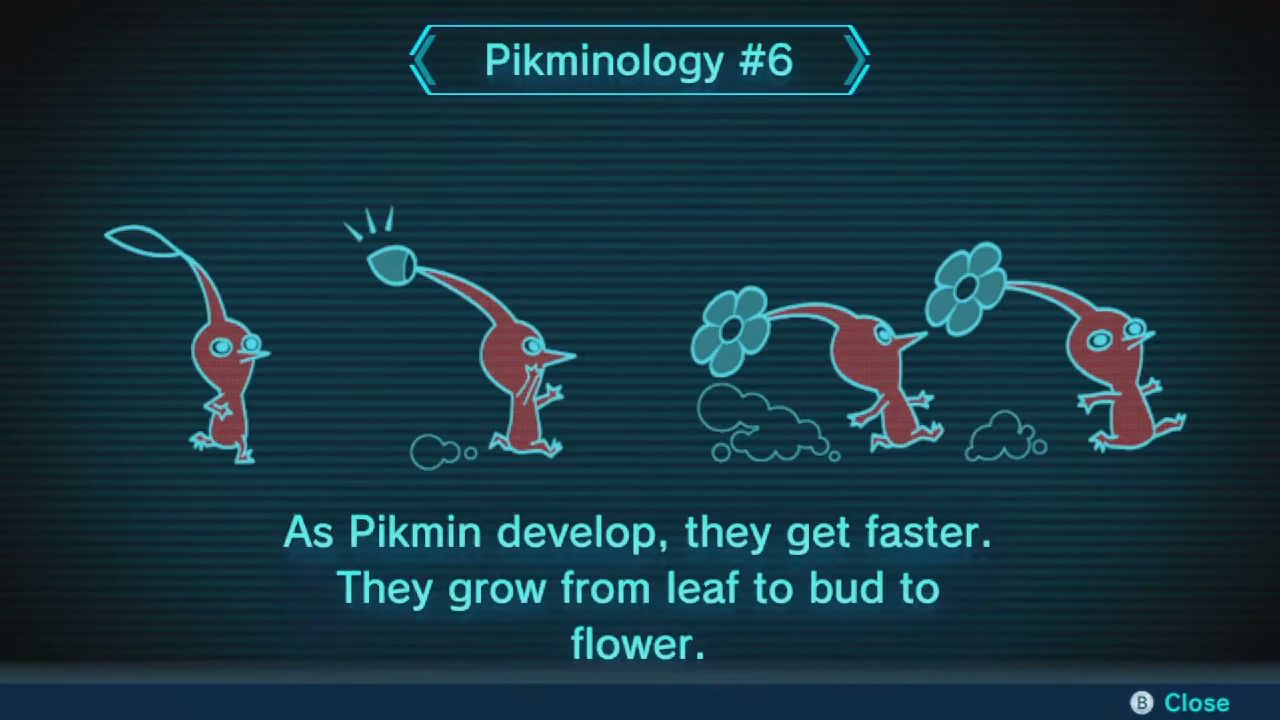 Pikminology #6
As Pikmin develop, they get faster.
They grow from leaf to bud to
flower.
B Close